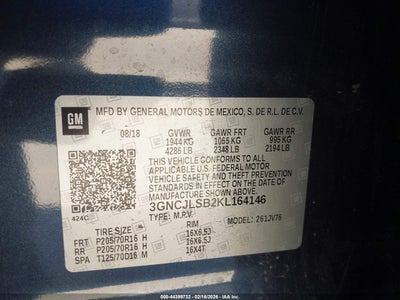 GM
MFD BY GENERAL MOTORS DE MEXICO, S. DE R.L. DE C.V.
08/18 GVWR GAWR FRT GAWR RR
1944 KG 1065 KG 995 KG
4286 LB 2348 LB 2194 LB
THIS VEHICLE CONFORMS TO ALL
APPLICABLE U.S. FEDERAL MOTOR
VEHICLE SAFETY AND THEFT PREVENTION
STANDARDS IN EFFECT ON THE DATE OF
MANUFACTURE SHOWN ABOVE.
3GNCJLSB2KL164146
424C TYPE: M.P.V. MODEL: 261JV76
TIRE SIZE RIM
FRT P205/70R16 H 16X6.5J
RR P205/70R16 H 16X6.5J
SPA T125/70D16 M 16X4T
000-44399732 - 02/18/2026 - IAA Inc.